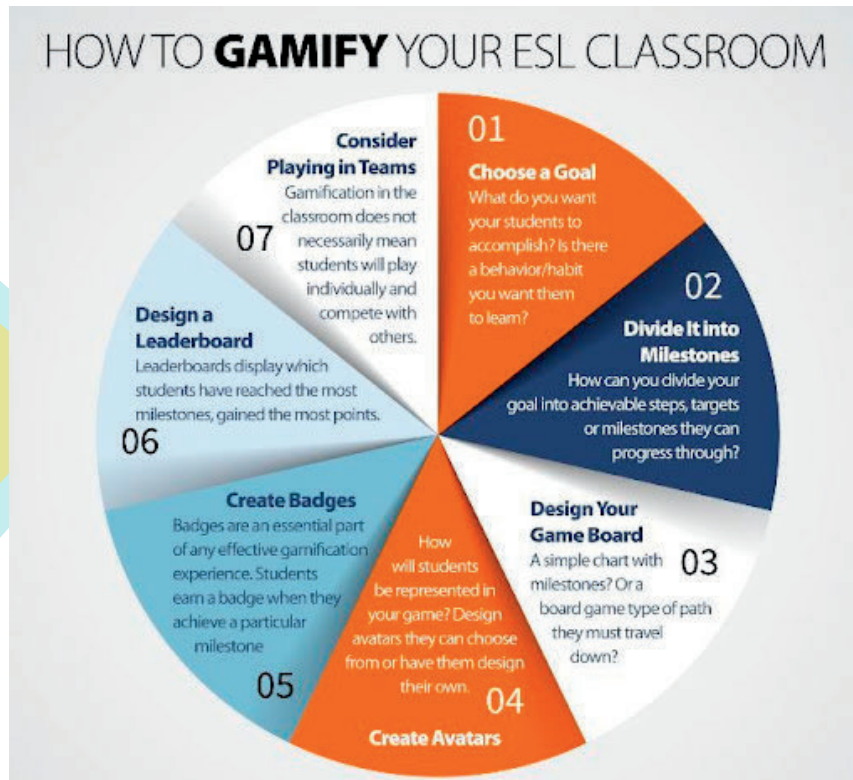 HOW TO GAMIFY YOUR ESL CLASSROOM
01
Choose a Goal
What do you want
your students to
accomplish? Is there
a behavior/habit
you want them
to learn?
02
Divide It into
Milestones
How can you divide your
goal into achievable steps, targets
or milestones they can
progress through?
Design Your
Game Board
03
A simple chart with
milestones? Or a
board game type of path
they must travel
down?
How
will students
be represented in
your game? Design
avatars they can choose
from or have them design
their own.
04
Create Avatars
Create Badges
Badges are an essential part
of any effective gamification
experience. Students
earn a badge when they
achieve a particular
milestone
05
Design a
Leaderboard
Leaderboards display which
students have reached the most
milestones, gained the most points.
06
Consider
Playing in Teams
Gamification in the
classroom does not
07
necessarily mean
students will play
individually and
compete with
others.